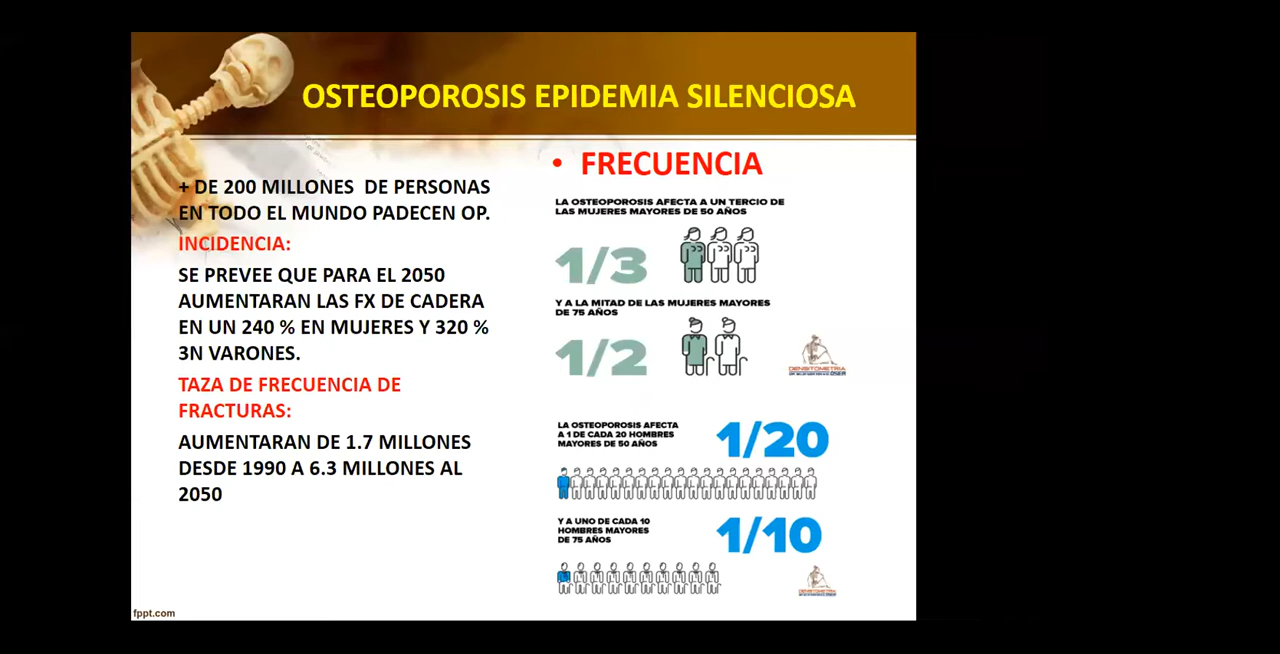 OSTEOPOROSIS EPIDEMIA SILENCIOSA
+ DE 200 MILLONES DE PERSONAS
EN TODO EL MUNDO PADECEN OP.
INCIDENCIA:
SE PREVEE QUE PARA EL 2050
AUMENTARAN LAS FX DE CADERA
EN UN 240 % EN MUJERES Y 320 %
3N VARONES.
TAZA DE FRECUENCIA DE
FRACTURAS:
AUMENTARAN DE 1.7 MILLONES
DESDE 1990 A 6.3 MILLONES AL
2050
• FRECUENCIA
LA OSTEOPOROSIS AFECTA A UN TERCIO DE
LAS MUJERES MAYORES DE 50 AÑOS
1/3
Y A LA MITAD DE LAS MUJERES MAYORES
DE 75 AÑOS
1/2
DENSITOMETRIA
LA OSTEOPOROSIS AFECTA
A 1 DE CADA 20 HOMBRES
MAYORES DE 50 AÑOS
1/20
Y A UNO DE CADA 10
HOMBRES MAYORES
DE 75 AÑOS
1/10
DENSITOMETRIA
fppt.com